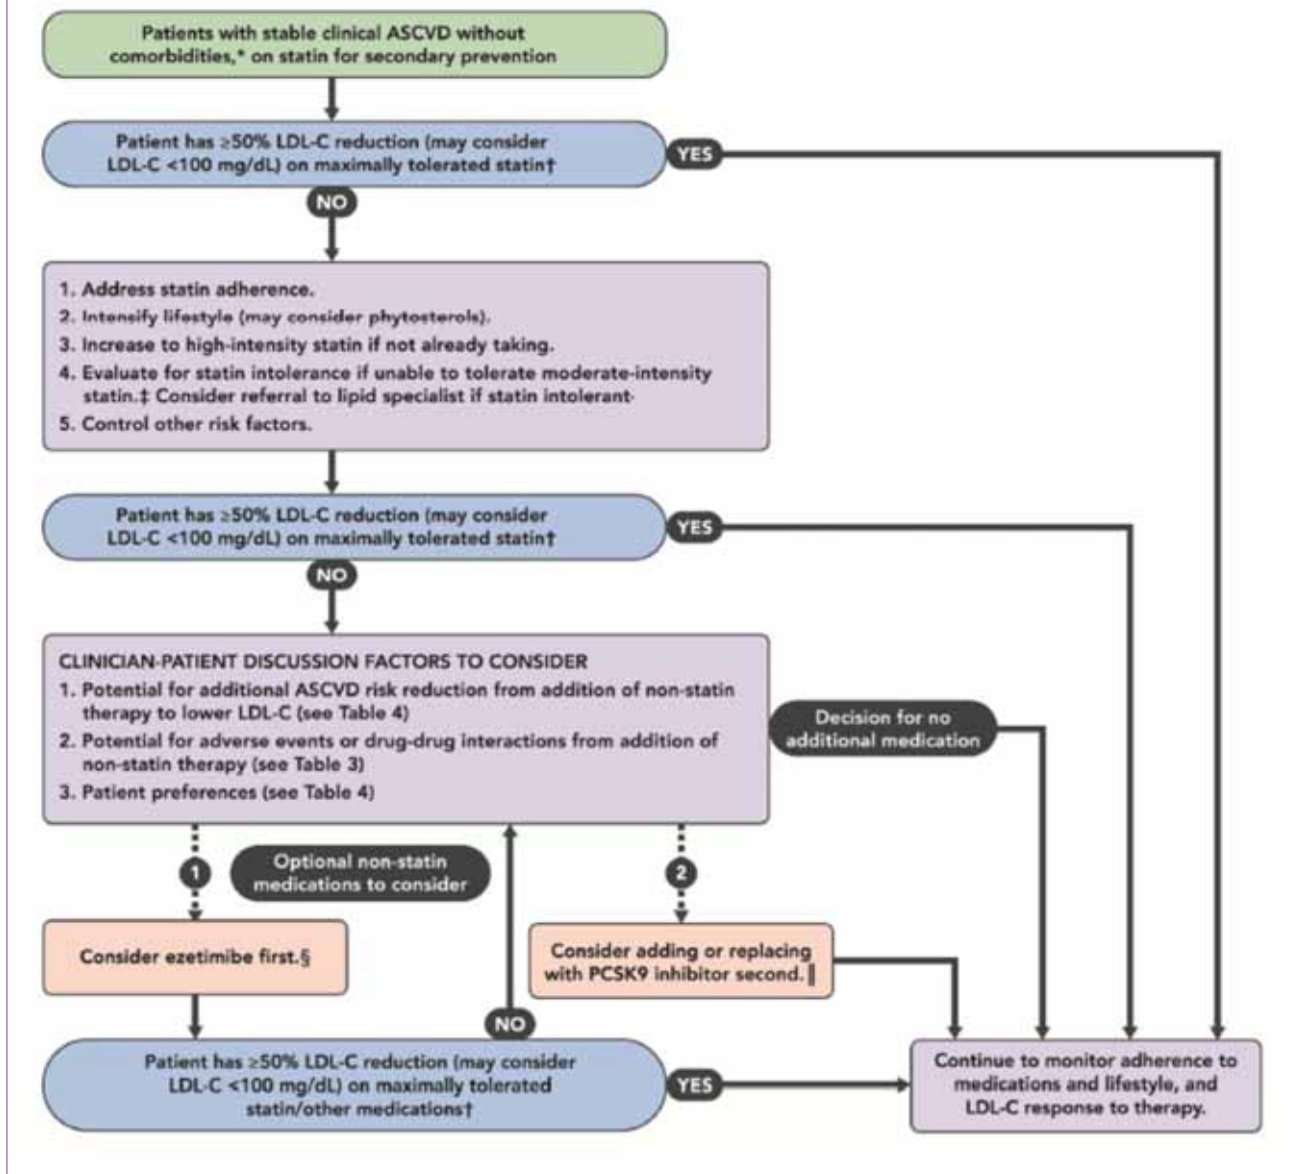 Patients with stable clinical ASCVD without
comorbidities,* on statin for secondary prevention
Patient has ≥50% LDL-C reduction (may consider
LDL-C <100 mg/dL) on maximally tolerated statin†
YES
NO
1. Address statin adherence.
2. Intensify lifestyle (may consider phytosterols).
3. Increase to high-intensity statin if not already taking.
4. Evaluate for statin intolerance if unable to tolerate moderate-intensity
statin.‡ Consider referral to lipid specialist if statin intolerant·
5. Control other risk factors.
Patient has ≥50% LDL-C reduction (may consider
LDL-C <100 mg/dL) on maximally tolerated statin†
YES
NO
CLINICIAN-PATIENT DISCUSSION FACTORS TO CONSIDER
1. Potential for additional ASCVD risk reduction from addition of non-statin
therapy to lower LDL-C (see Table 4)
2. Potential for adverse events or drug-drug interactions from addition of
non-statin therapy (see Table 3)
3. Patient preferences (see Table 4)
Decision for no
additional medication
1
Optional non-statin
medications to consider
2
Consider ezetimibe first.§
Consider adding or replacing
with PCSK9 inhibitor second.‖
NO
Patient has ≥50% LDL-C reduction (may consider
LDL-C <100 mg/dL) on maximally tolerated
statin/other medications†
YES
Continue to monitor adherence to
medications and lifestyle, and
LDL-C response to therapy.